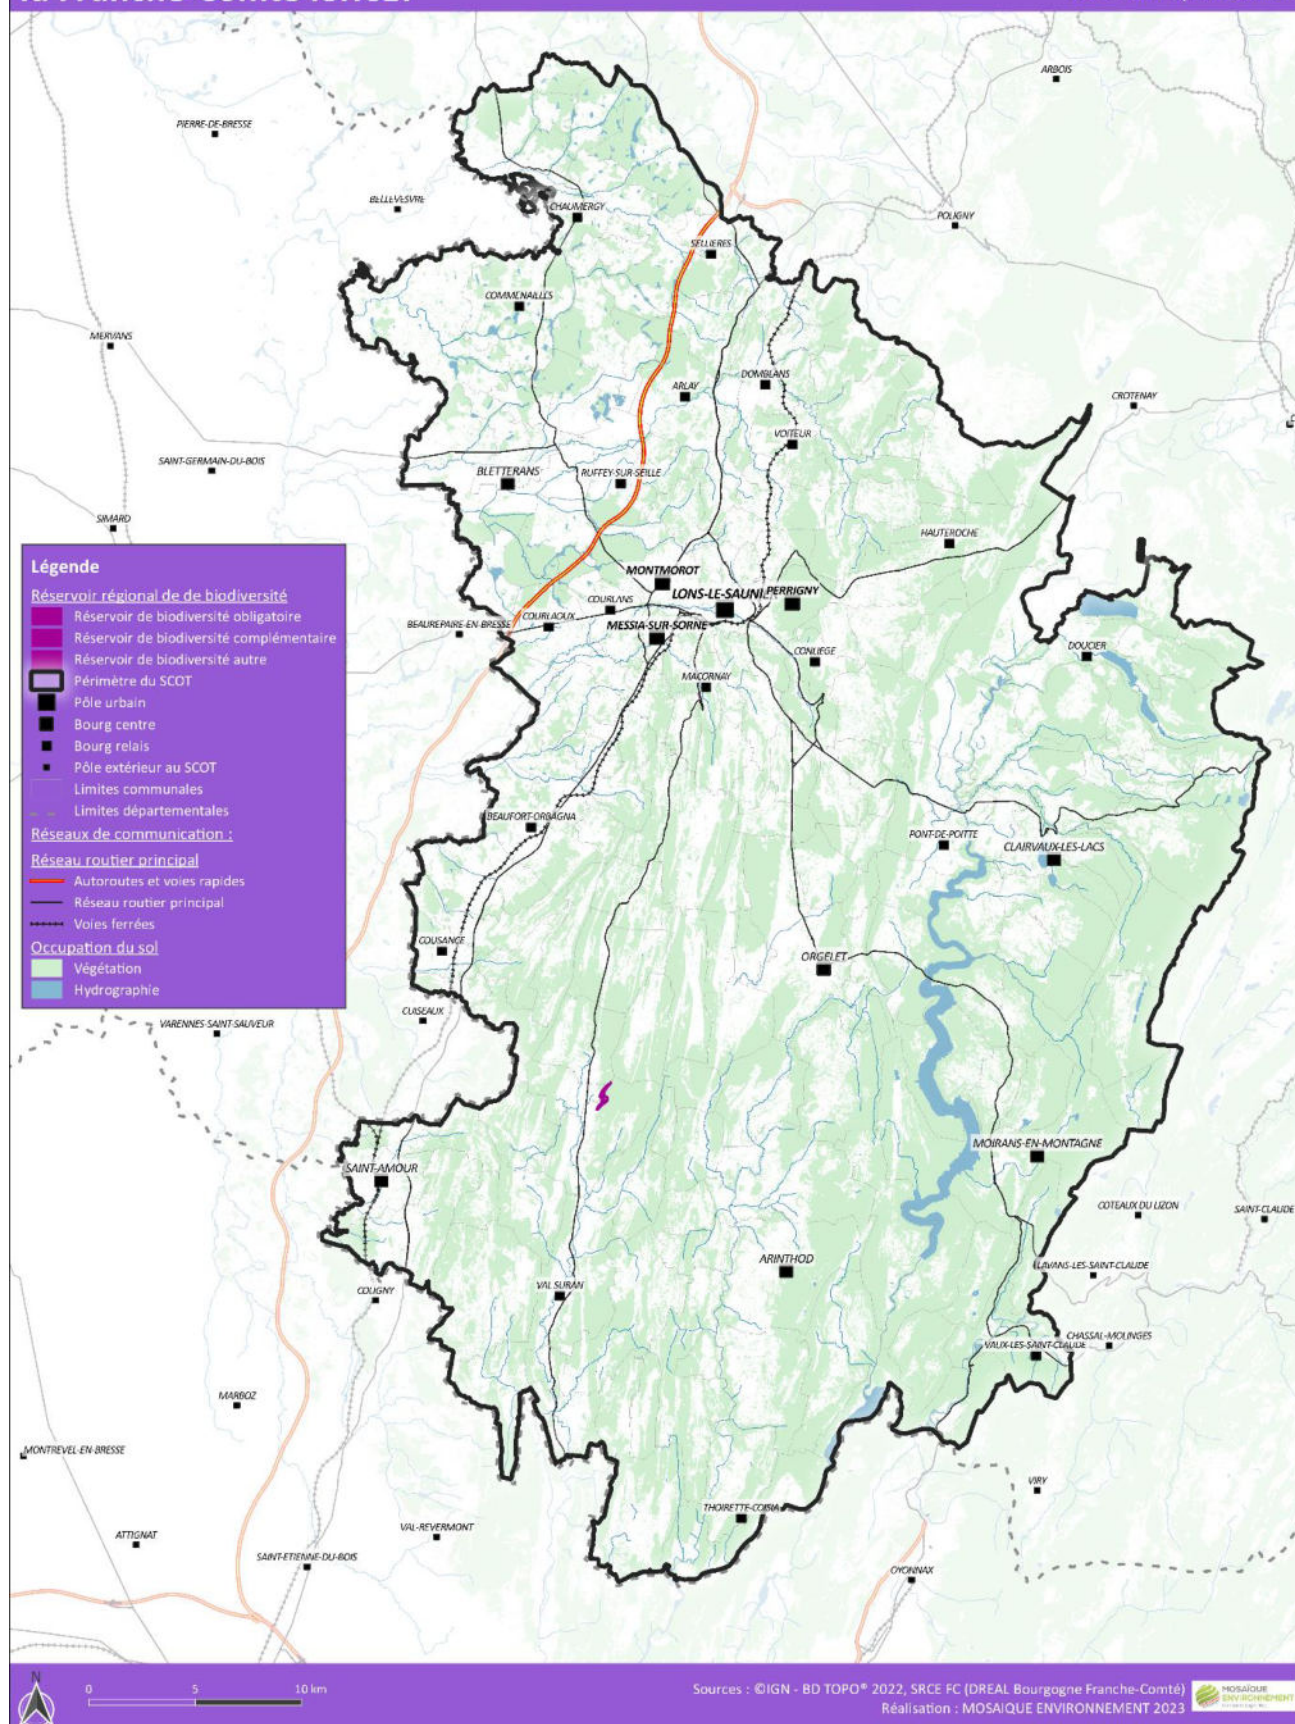 ARBOIS
PIERRE-DE-BRESSE
BELLEVESVRE
CHAUMERGY
POLIGNY
SELLIERES
COMMENAILLES
MERVANS
DOMBLANS
ARLAY
CROTENAY
VOITEUR
SAINT-GERMAIN-DU-BOIS
BLETTERANS
RUFFEY-SUR-SEILLE
SIMARD
HAUTEROCHE
MONTMOROT
LONS-LE-SAUNI
PERRIGNY
COURLANS
COURLAOUX
BEAUREPAIRE-EN-BRESSE
MESSIA-SUR-SORNE
CONLIEGE
DOUCIER
MACORNAY
Légende
Réservoir régional de de biodiversité
Réservoir de biodiversité obligatoire
Réservoir de biodiversité complémentaire
Réservoir de biodiversité autre
Périmètre du SCOT
Pôle urbain
Bourg centre
Bourg relais
Pôle extérieur au SCOT
Limites communales
Limites départementales
Réseaux de communication :
Réseau routier principal
Autoroutes et voies rapides
Réseau routier principal
Voies ferrées
Occupation du sol
Végétation
Hydrographie
BEAUFORT-ORBAGNA
PONT-DE-POITTE
CLAIRVAUX-LES-LACS
COUSANCE
ORGELET
CUISEAUX
VARENNES-SAINT-SAUVEUR
MOIRANS-EN-MONTAGNE
SAINT-AMOUR
COTEAUX DU LIZON
SAINT-CLAUDE
ARINTHOD
LAVANS-LES-SAINT-CLAUDE
COLIGNY
VAL SURAN
CHASSAL-MOLINGES
VAUX-LES-SAINT-CLAUDE
MARBOZ
MONTREVEL-EN-BRESSE
VIRY
THOIRETTE-COISIA
VAL-REVERMONT
ATTIGNAT
SAINT-ETIENNE-DU-BOIS
OYONNAX
N
0 5 10 km
Sources : ©IGN - BD TOPO® 2022, SRCE FC (DREAL Bourgogne Franche-Comté)
Réalisation : MOSAIQUE ENVIRONNEMENT 2023
MOSAÏQUE
ENVIRONNEMENT